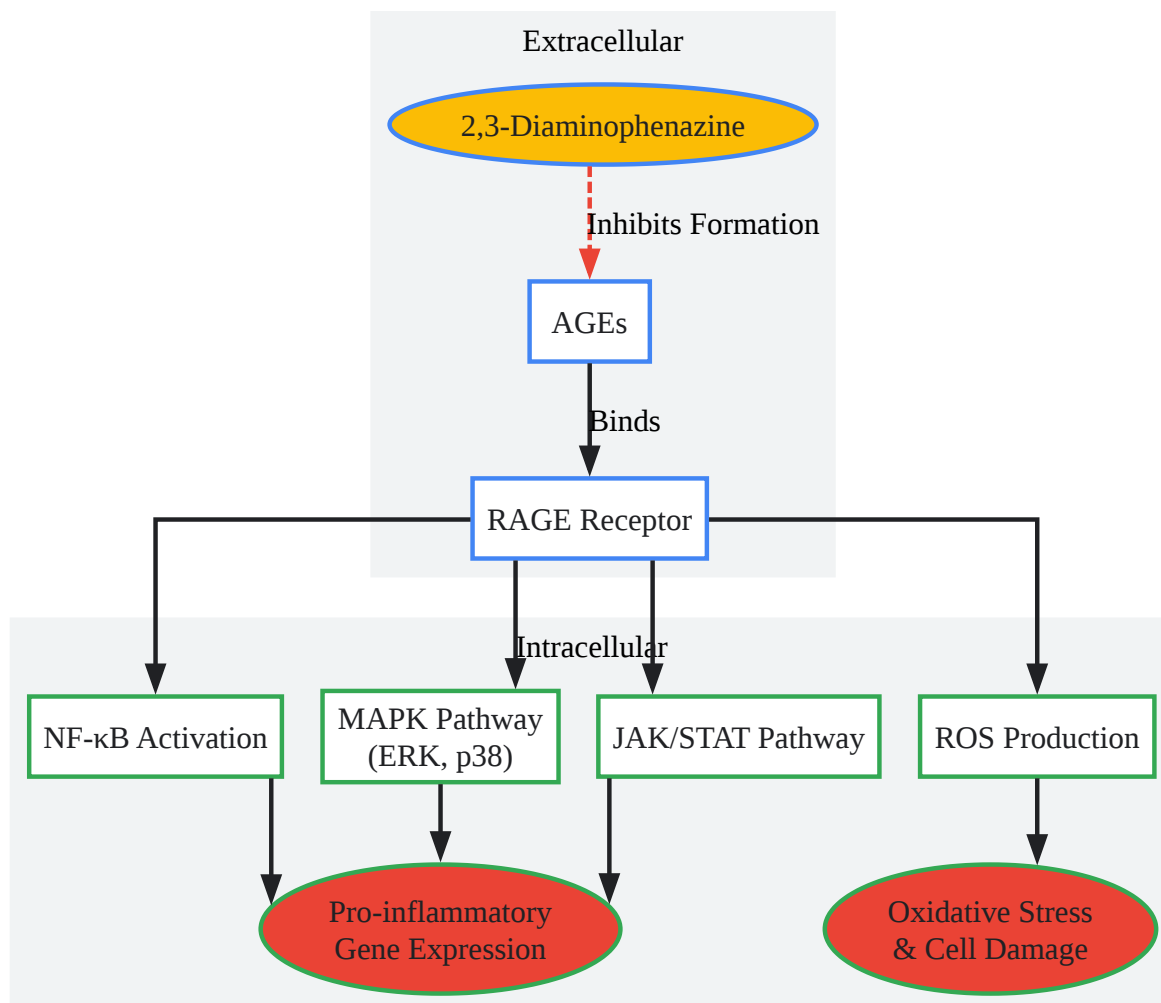 Extracellular
2,3-Diaminophenazine
Inhibits Formation
AGEs
Binds
RAGE Receptor
Intracellular
NF-κB Activation
MAPK Pathway
(ERK, p38)
JAK/STAT Pathway
ROS Production
Pro-inflammatory
Gene Expression
Oxidative Stress
& Cell Damage